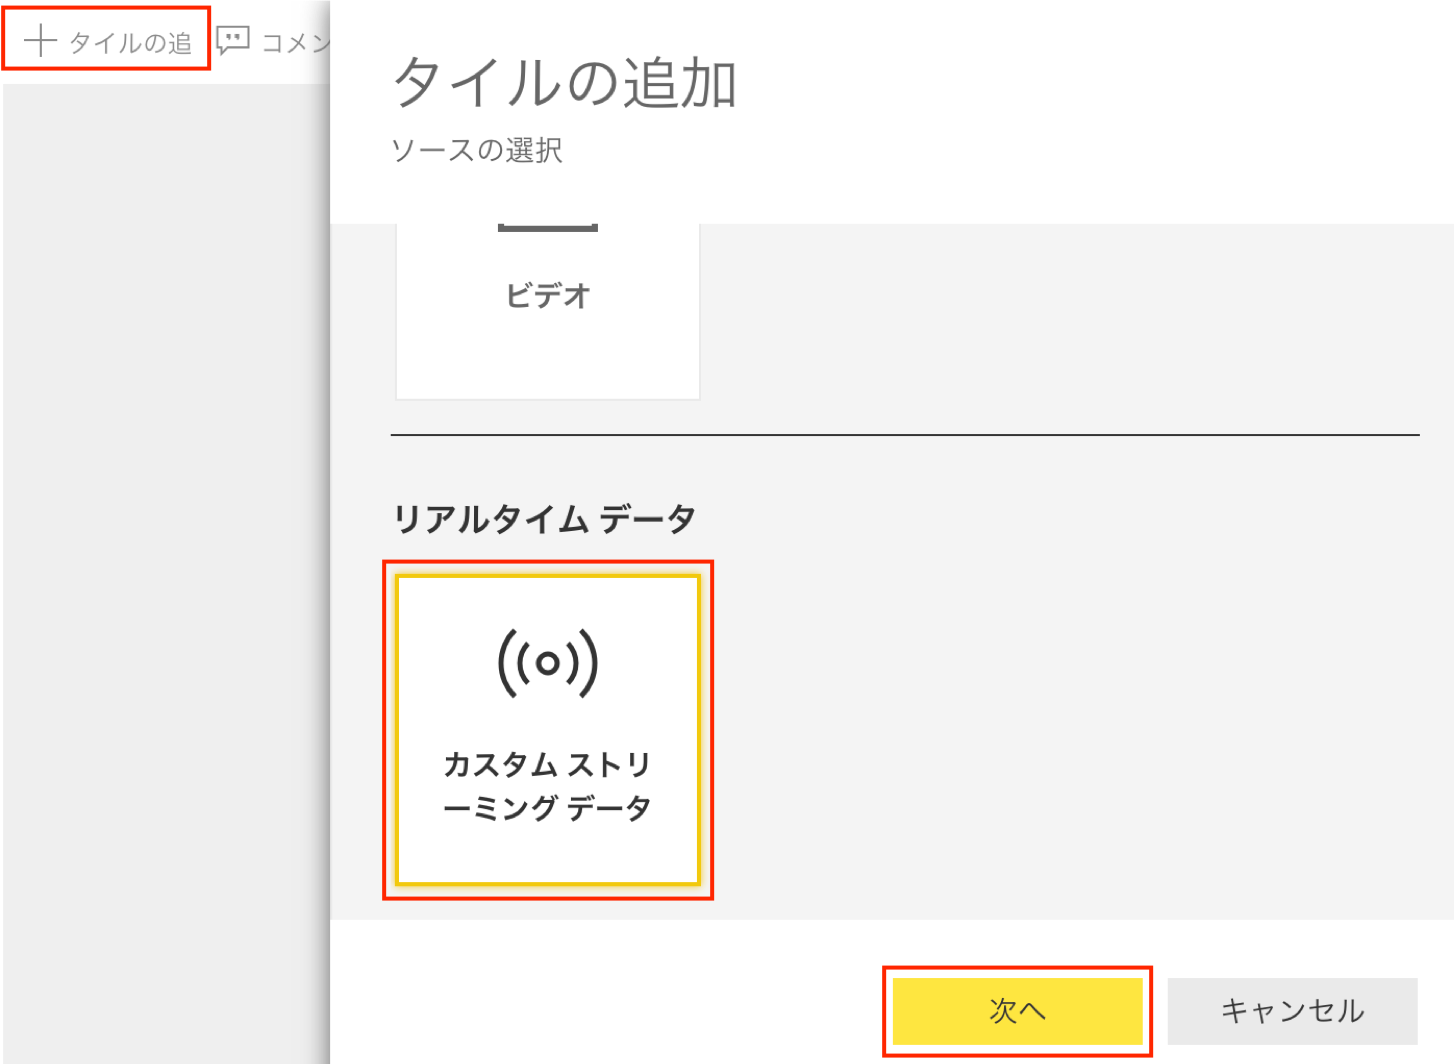 タイルの追
コメン
タイルの追加
ソースの選択
ビデオ
リアルタイム データ
カスタム ストリ
ーミング データ
次へ
キャンセル